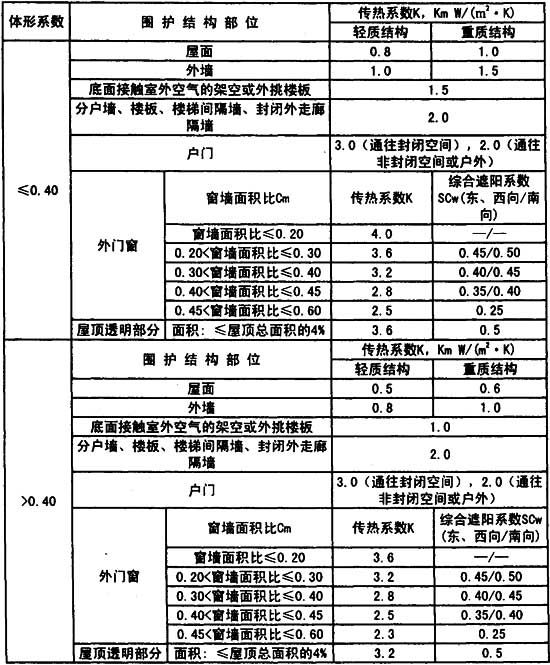 体形系数 围护结构部位 传热系数K，Km W/(㎡·K)
轻质结构 重质结构
≤0.40
屋面 0.8 1.0
外墙 1.0 1.5
底面接触室外空气的架空或外挑楼板 1.5
分户墙、楼板、楼梯间隔墙、封闭外走廊
隔墙
2.0
户门
3.0（通往封闭空间），2.0（通往
非封闭空间或户外）
外门窗
窗墙面积比Cm 传热系数K
综合遮阳系数
SCw(东、西向/南
向)
窗墙面积比≤0.20 4.0 —/—
0.20<窗墙面积比≤0.30 3.6 0.45/0.50
0.30<窗墙面积比≤0.40 3.2 0.40/0.45
0.40<窗墙面积比≤0.45 2.8 0.35/0.40
0.45<窗墙面积比≤0.60 2.5 0.25
屋顶透明部分 面积：≤屋顶总面积的4% 3.6 0.5
>0.40
围护结构部位 传热系数K，Km W/(㎡·K)
轻质结构 重质结构
屋面 0.5 0.6
外墙 0.8 1.0
底面接触室外空气的架空或外挑楼板 1.0
分户墙、楼板、楼梯间隔墙、封闭外走廊
隔墙
2.0
户门
3.0（通往封闭空间），2.0（通往
非封闭空间或户外）
外门窗
窗墙面积比Cm 传热系数K
综合遮阳系数SCw
(东、西向/南向)
窗墙面积比≤0.20 3.6 —/—
0.20<窗墙面积比≤0.30 3.2 0.45/0.50
0.30<窗墙面积比≤0.40 2.8 0.40/0.45
0.40<窗墙面积比≤0.45 2.5 0.35/0.40
0.45<窗墙面积比≤0.60 2.3 0.25
屋顶透明部分 面积：≤屋顶总面积的4% 3.2 0.5